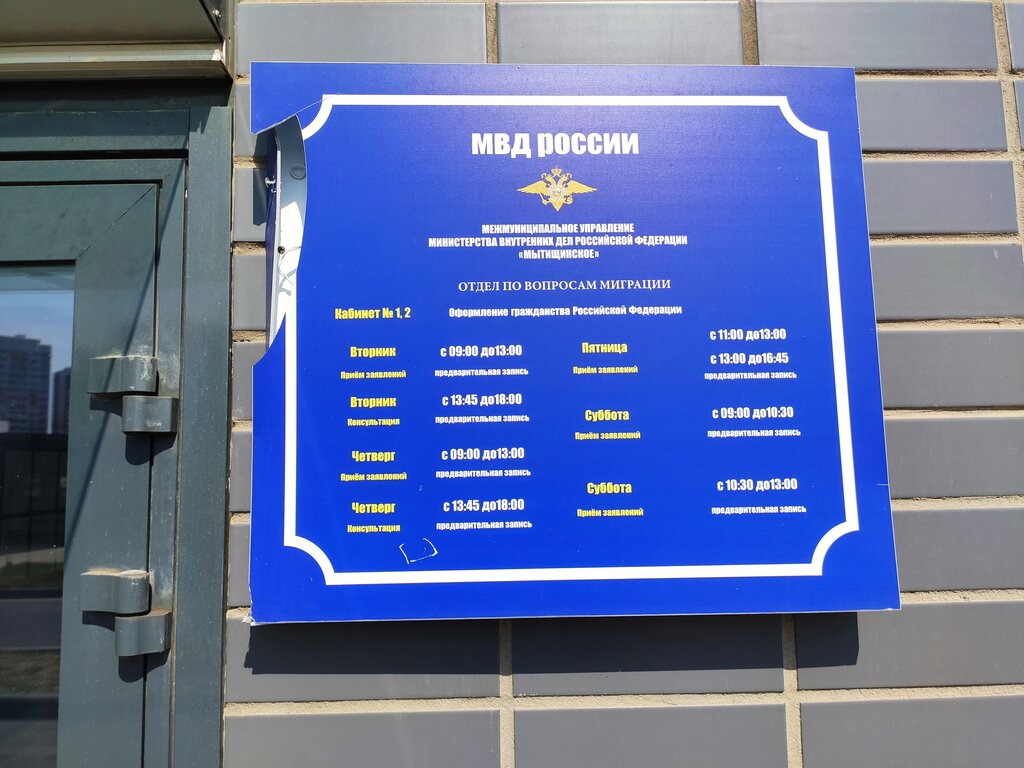 МВД РОССИИ
МЕЖМУНИЦИПАЛЬНОЕ УПРАВЛЕНИЕ
МИНИСТЕРСТВА ВНУТРЕННИХ ДЕЛ РОССИЙСКОЙ ФЕДЕРАЦИИ
«МЫТИЩИНСКОЕ»
ОТДЕЛ ПО ВОПРОСАМ МИГРАЦИИ
Кабинет № 1, 2 Оформление гражданства Российской Федерации
Вторник с 09:00 до13:00
Приём заявлений предварительная запись
Вторник с 13:45 до18:00
Консультация предварительная запись
Четверг с 09:00 до13:00
Приём заявлений предварительная запись
Четверг с 13:45 до18:00
Консультация предварительная запись
Пятница с 11:00 до13:00
с 13:00 до16:45
Приём заявлений предварительная запись
Суббота с 09:00 до10:30
Приём заявлений предварительная запись
Суббота с 10:30 до13:00
Приём заявлений предварительная запись